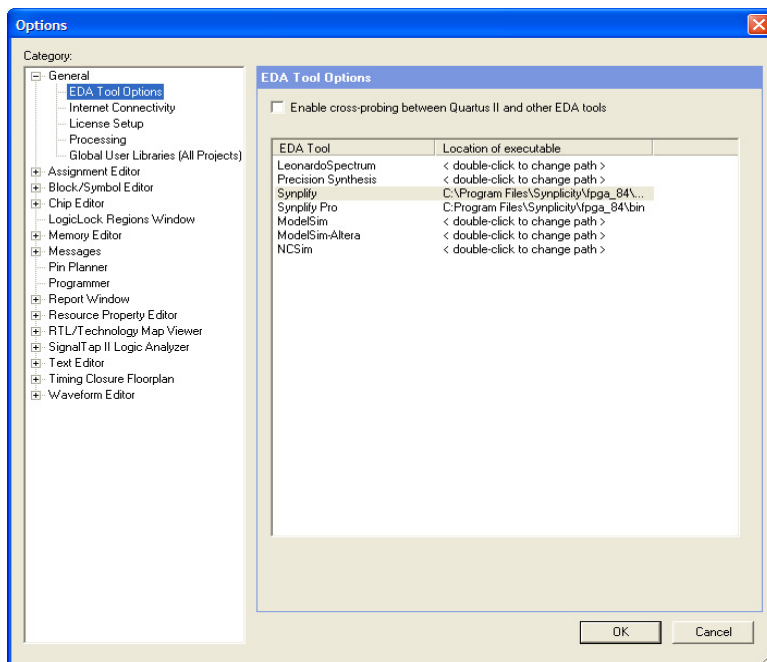 Options
Category:
General
EDA Tool Options
Internet Connectivity
License Setup
Processing
Global User Libraries (All Projects)
Assignment Editor
Block/Symbol Editor
Chip Editor
LogicLock Regions Window
Memory Editor
Messages
Pin Planner
Programmer
Report Window
Resource Property Editor
RTL/Technology Map Viewer
SignalTap II Logic Analyzer
Text Editor
Timing Closure Floorplan
Waveform Editor
EDA Tool Options
Enable cross-probing between Quartus II and other EDA tools
EDA Tool Location of executable
LeonardoSpectrum < double-click to change path >
Precision Synthesis < double-click to change path >
Synplify C:\Program Files\Synplicity\fpga_84\...
Synplify Pro C:Program Files\Synplicity\fpga_84\bin
ModelSim < double-click to change path >
ModelSim-Altera < double-click to change path >
NCSim < double-click to change path >
OK Cancel